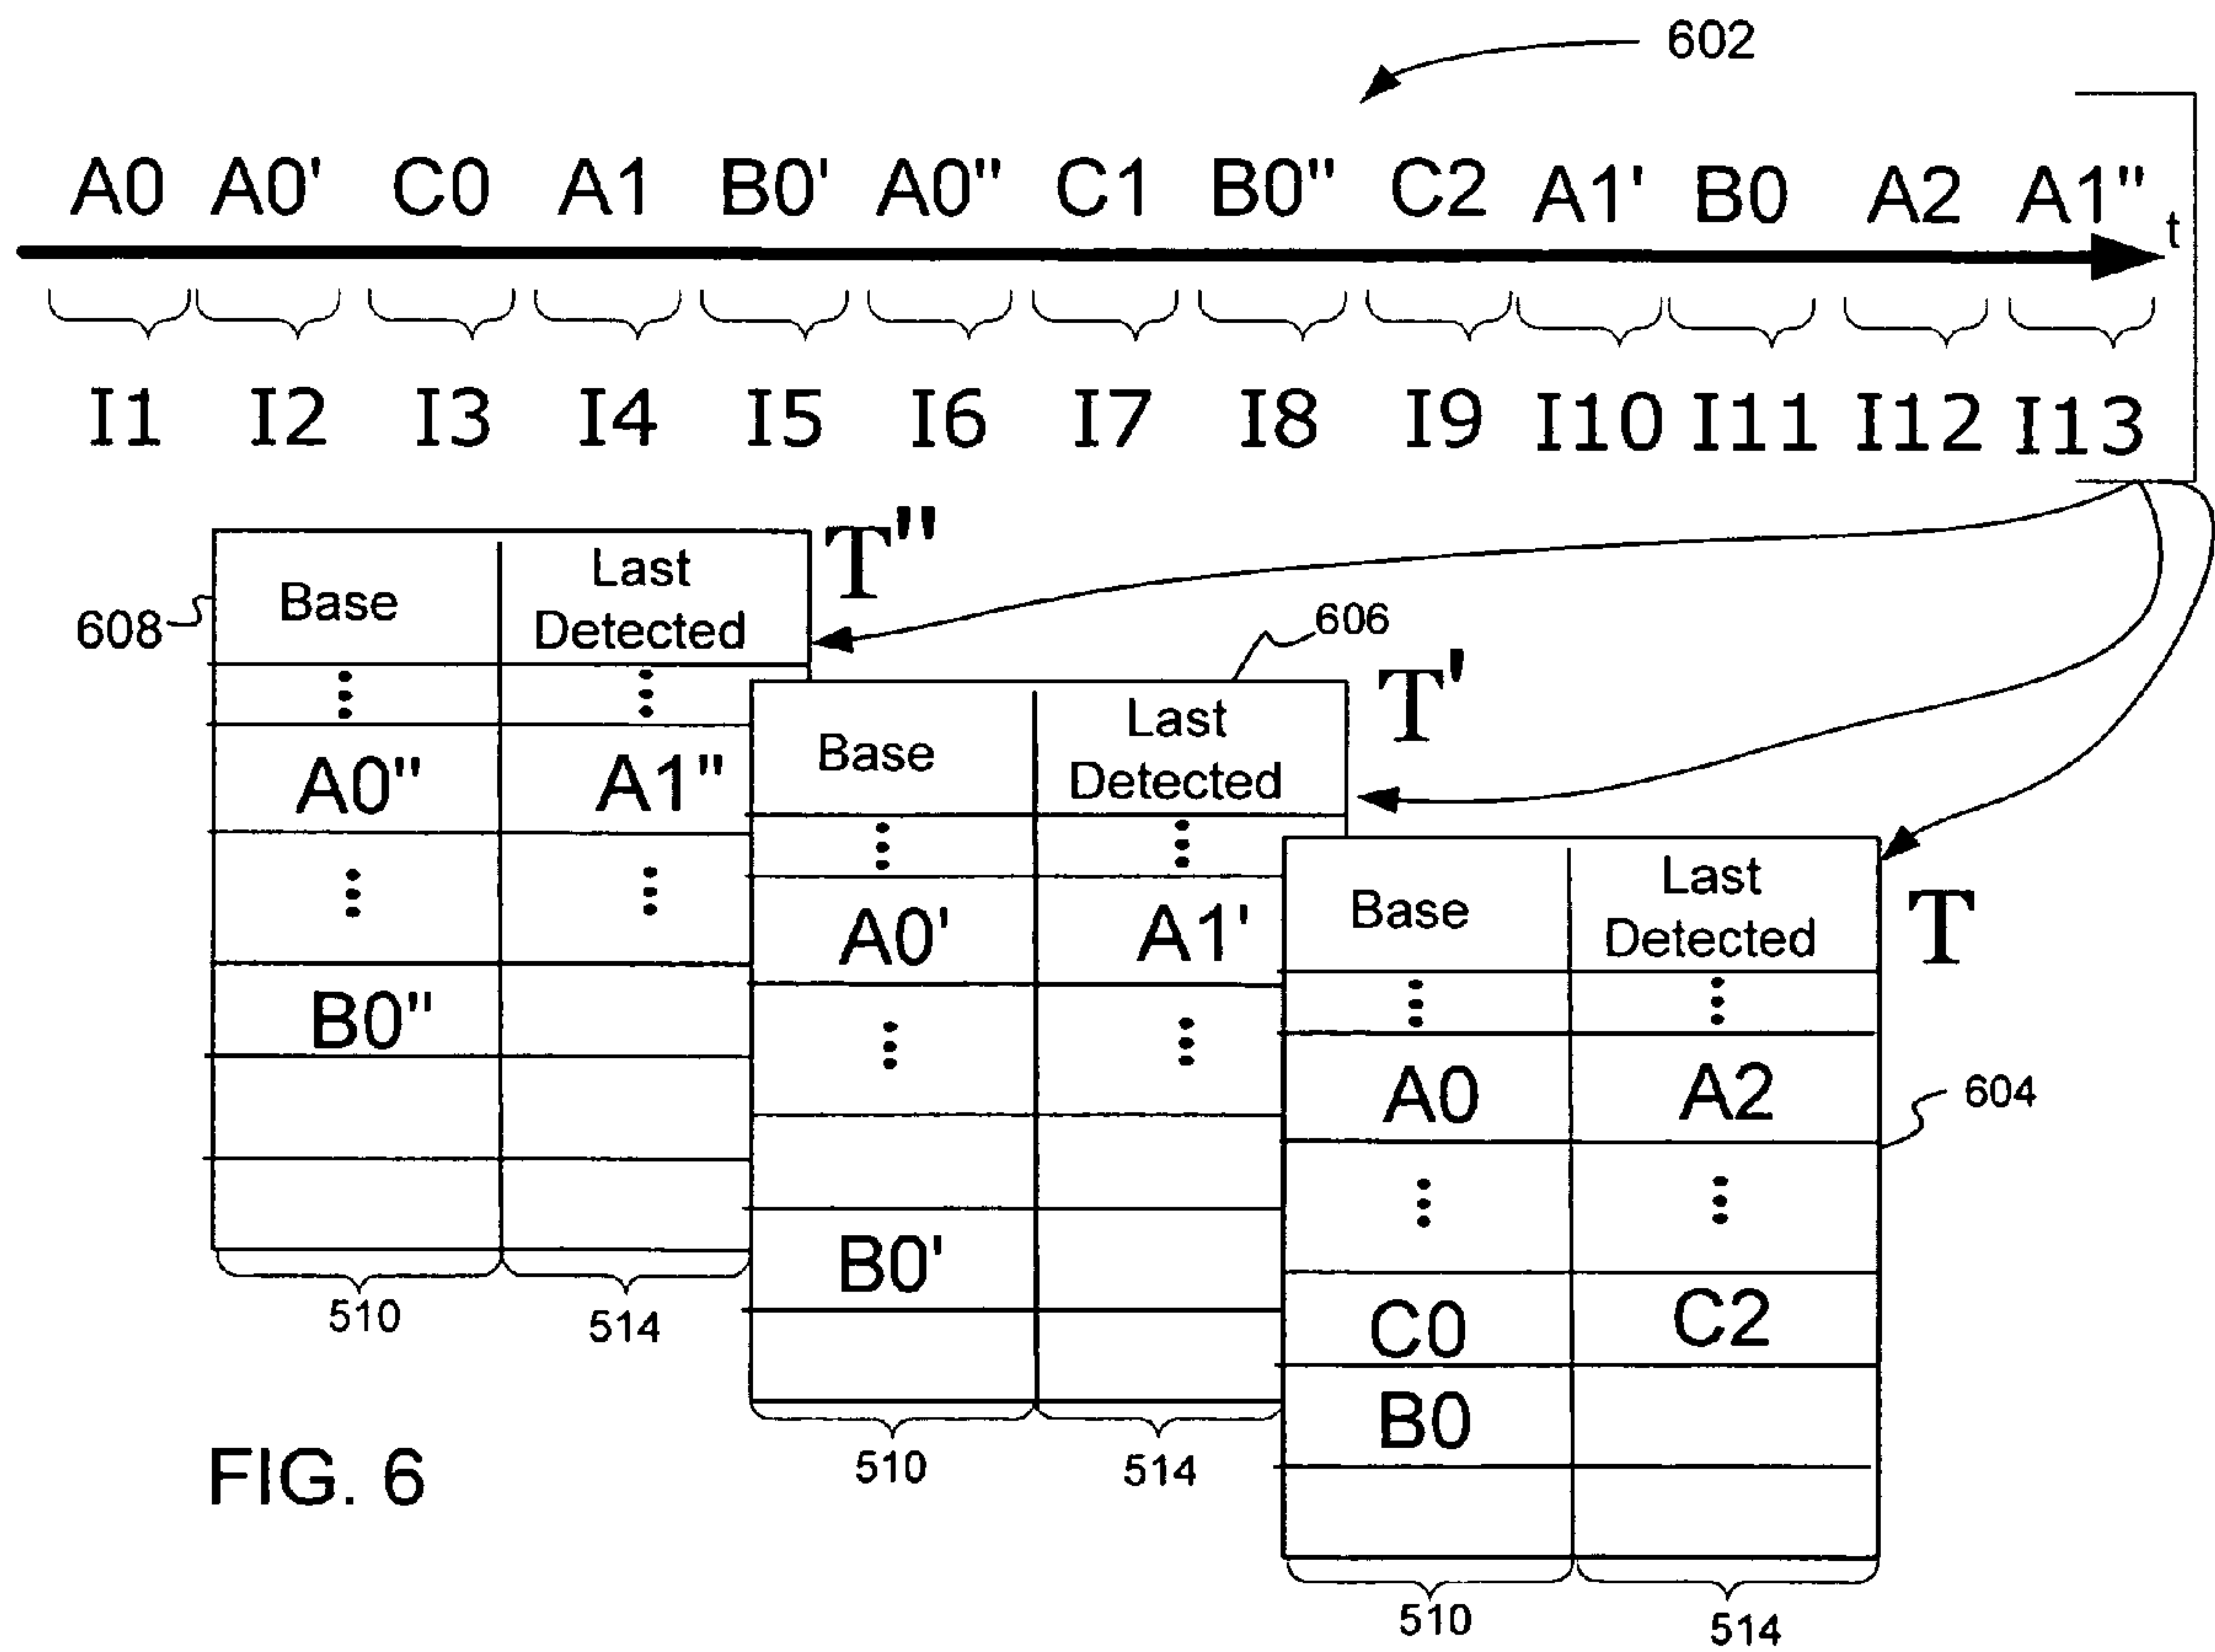 602
A0 A0' C0 A1 B0' A0" C1 B0" C2 A1' B0 A2 A1"
t
I1 I2 I3 I4 I5 I6 I7 I8 I9 I10 I11 I12 I13
T"
608
Base
Last
Detected
A0" A1"
B0"
510
514
606
T'
Base
Last
Detected
A0' A1'
B0'
510
514
T
604
Base
Last
Detected
A0 A2
C0 C2
B0
510
514
FIG. 6